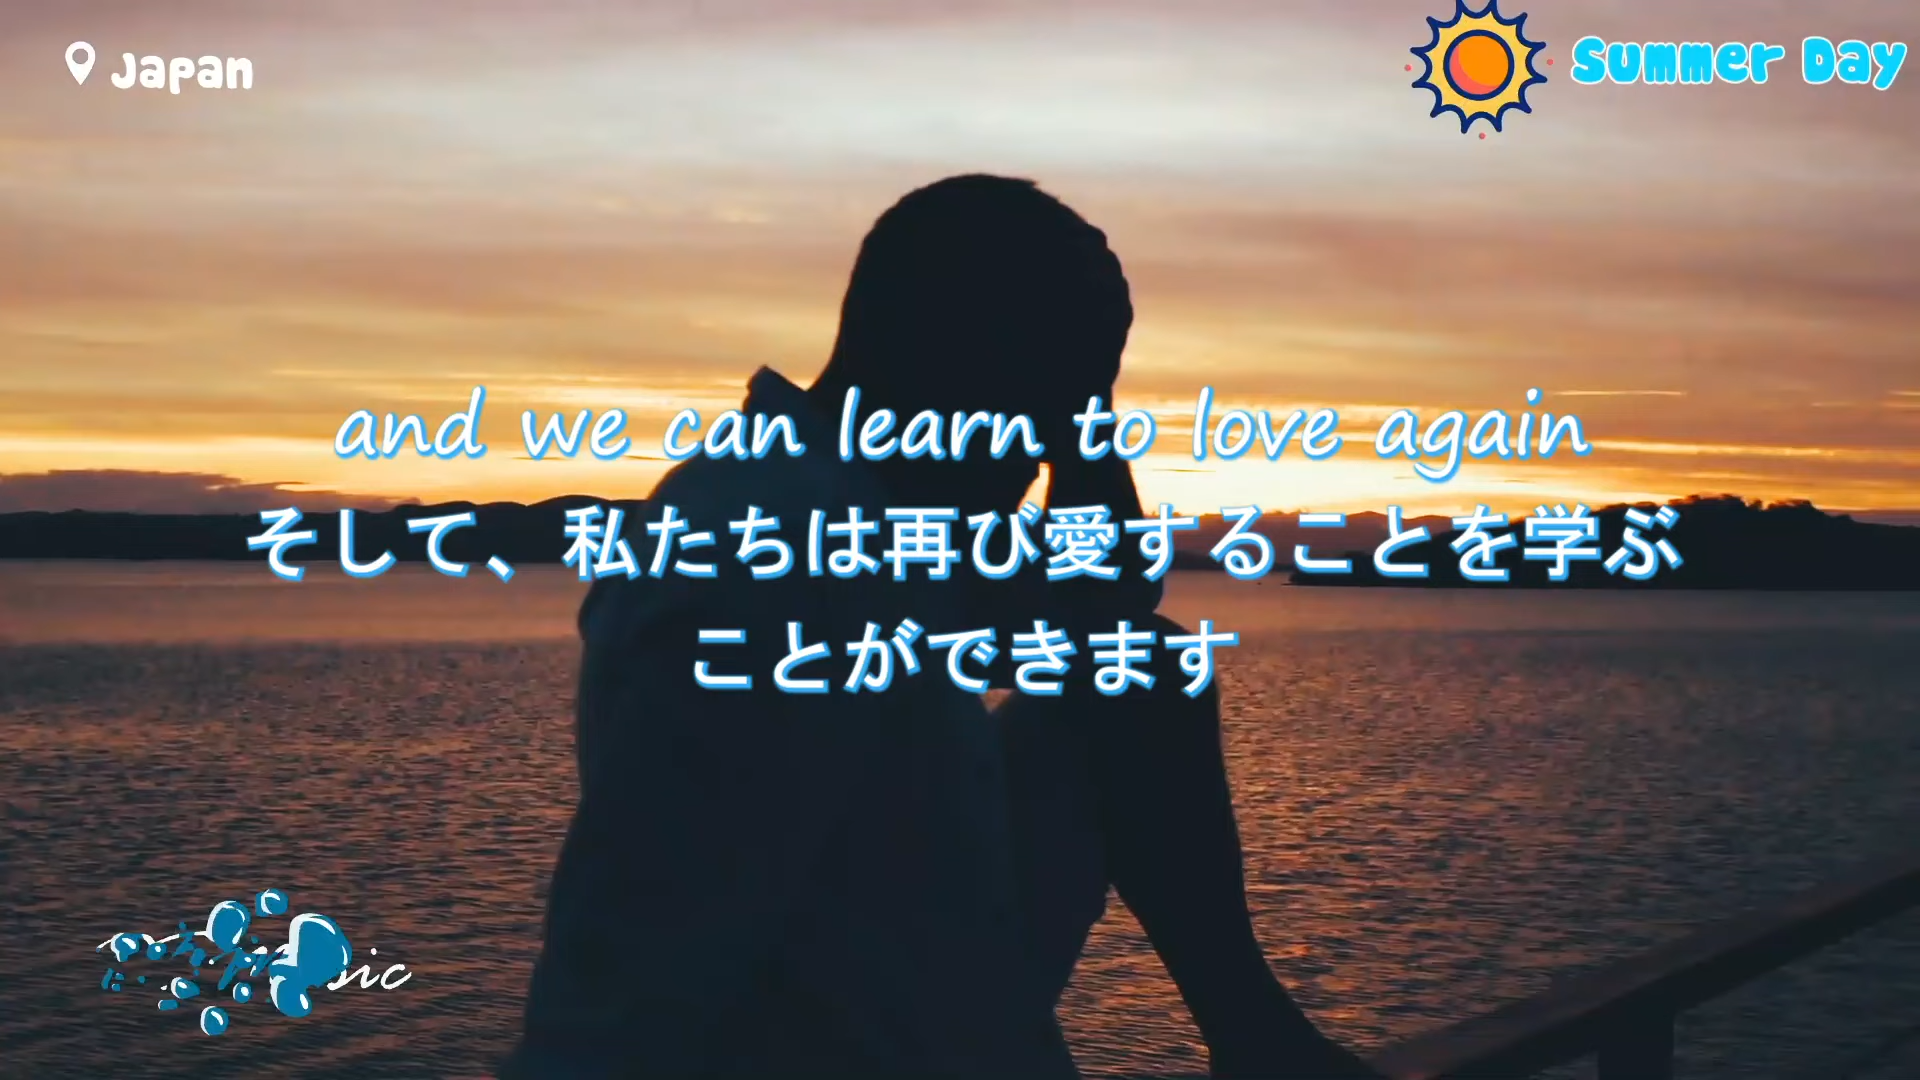 Japan
Summer Day
and we can learn to love again
そして、私たちは再び愛することを学ぶ
ことができます